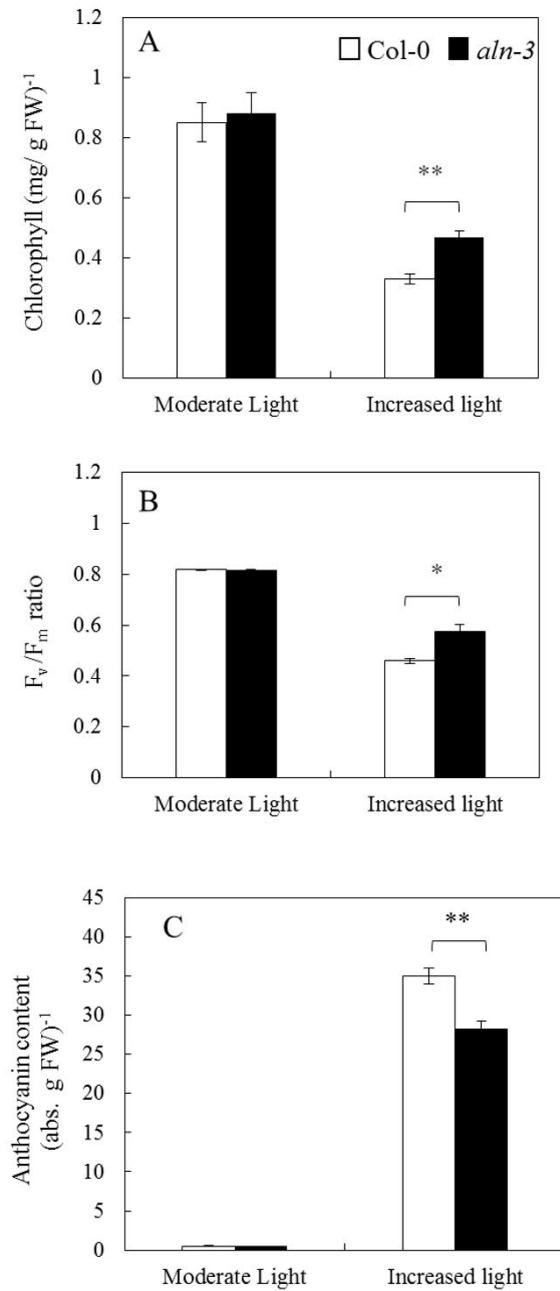 1.2
A
Col-0 aln-3
1
0.8
0.6
**
0.4
0.2
0
Chlorophyll (mg/ g FW)-1
Moderate Light Increased light
1.2
B
1
0.8
*
0.6
0.4
0.2
0
Fv/Fm ratio
Moderate Light Increased light
45
C
**
40
35
30
25
20
15
10
5
0
Anthocyanin content
(abs. g FW)-1
Moderate Light Increased light